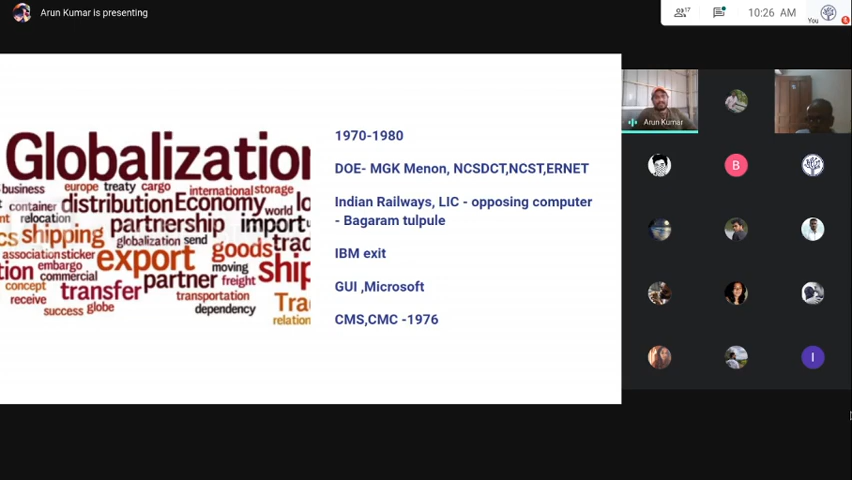 Arun Kumar is presenting
17
10:26 AM
You
Globalization
business
europe treaty cargo
international storage
container
distribution Economy
world
relocation
partnership
import
shipping
globalization send
goods
association sticker
export
embargo
moving
commercial
partner
freight
concept
transfer
transportation
receive
dependency
success globe
1970-1980
DOE- MGK Menon, NCSDCT,NCST,ERNET
Indian Railways, LIC - opposing computer
- Bagaram tulpule
IBM exit
GUI ,Microsoft
CMS,CMC -1976
Arun Kumar
B
I